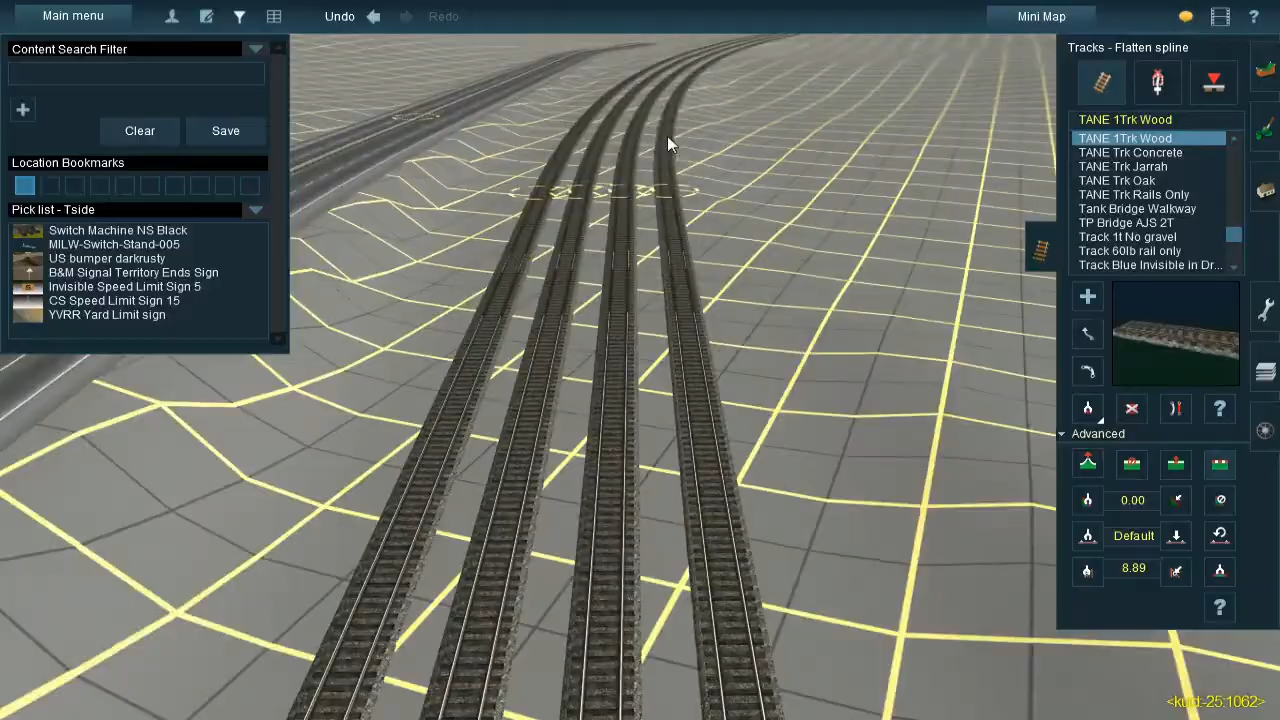 Main menu
Undo
Redo
Mini Map
?
Content Search Filter
Clear
Save
Location Bookmarks
Pick list - Tside
Switch Machine NS Black
MILW-Switch-Stand-005
US bumper darkrusty
B&M Signal Territory Ends Sign
Invisible Speed Limit Sign 5
CS Speed Limit Sign 15
YVRR Yard Limit sign
Tracks - Flatten spline
TANE 1Trk Wood
TANE 1Trk Wood
TANE Trk Concrete
TANE Trk Jarrah
TANE Trk Oak
TANE Trk Rails Only
Tank Bridge Walkway
TP Bridge AJS 2T
Track 1t No gravel
Track 60lb rail only
Track Blue Invisible in Dr...
?
Advanced
0.00
Default
8.89
?
<kuid:-25:1062>